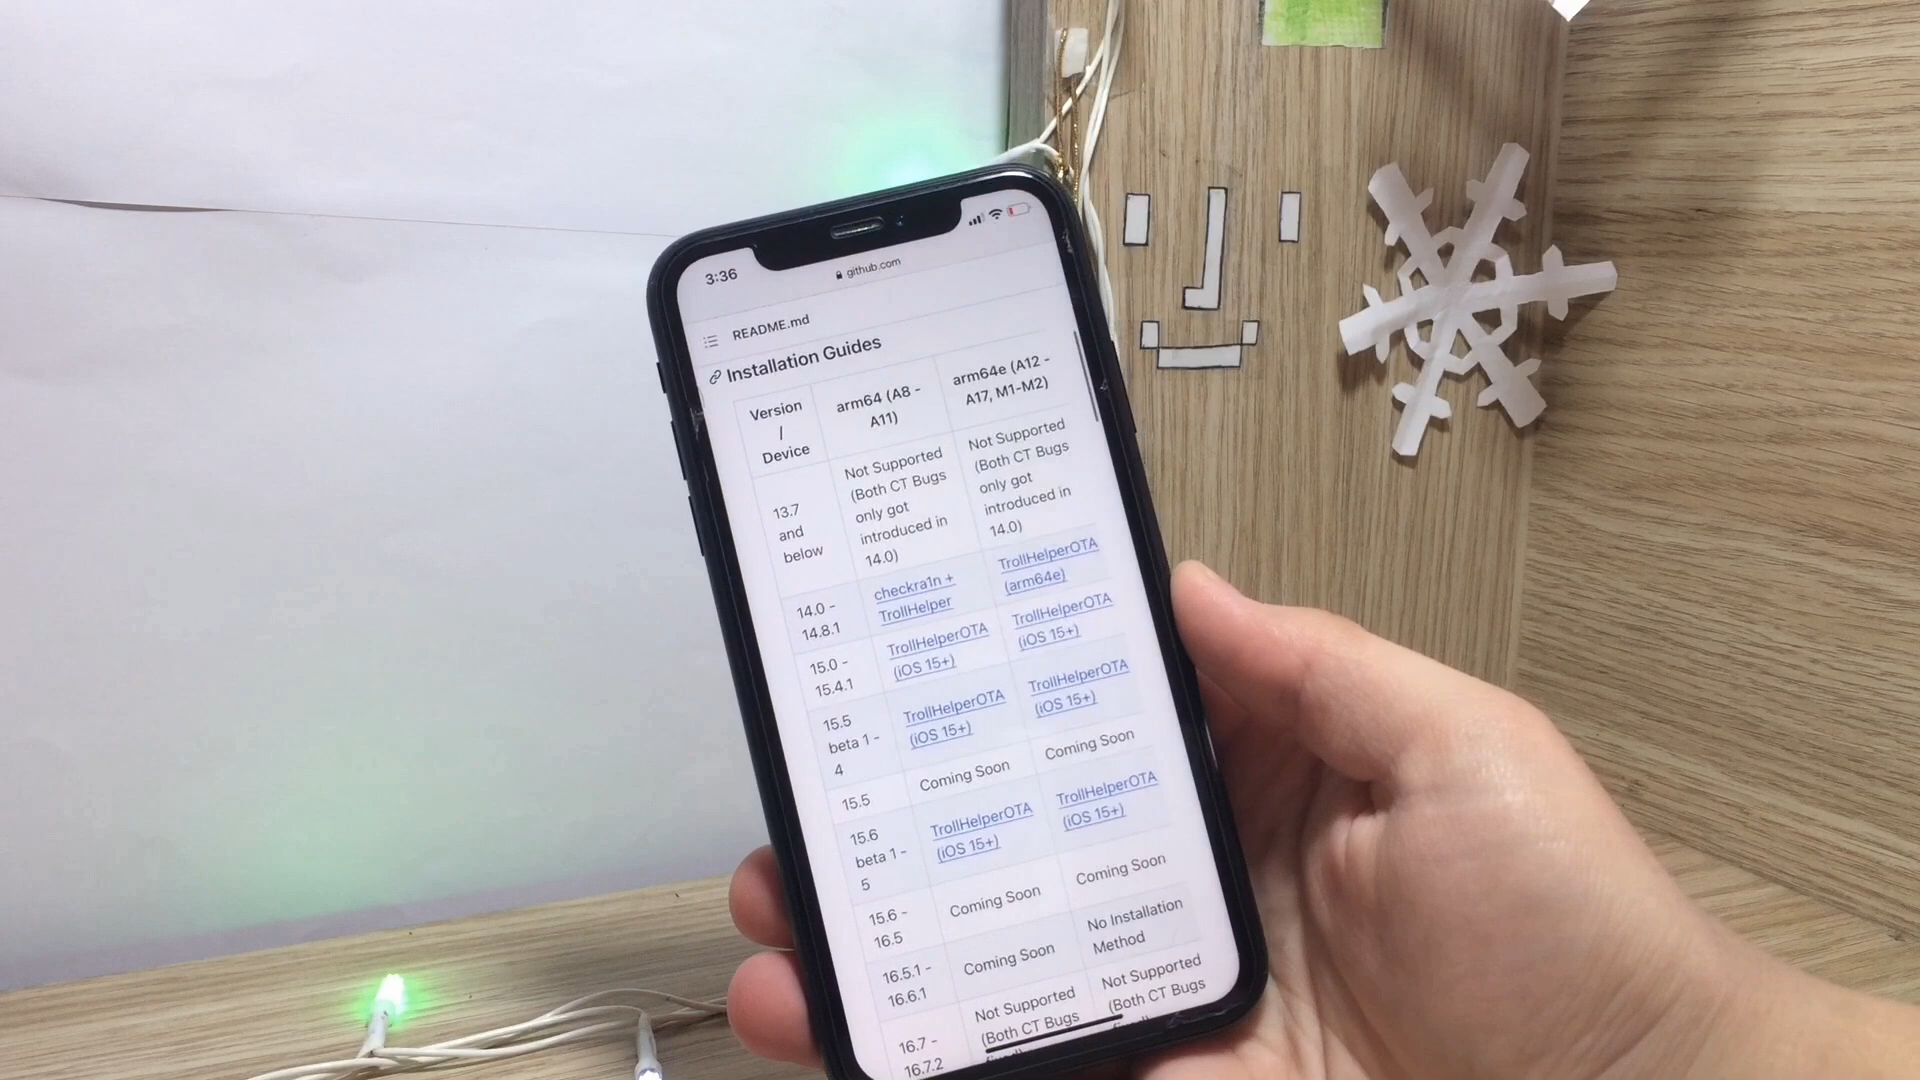 3:36
github.com
README.md
Installation Guides
Version
/
Device
arm64 (A8 -
A11)
arm64e (A12 -
A17, M1-M2)
13.7
and
below
Not Supported
(Both CT Bugs
only got
introduced in
14.0)
Not Supported
(Both CT Bugs
only got
introduced in
14.0)
14.0 -
14.8.1
checkra1n +
TrollHelper
TrollHelperOTA
(arm64e)
15.0 -
15.4.1
TrollHelperOTA
(iOS 15+)
TrollHelperOTA
(iOS 15+)
15.5
beta 1 -
4
TrollHelperOTA
(iOS 15+)
TrollHelperOTA
(iOS 15+)
15.5
Coming Soon
Coming Soon
15.6
beta 1 -
5
TrollHelperOTA
(iOS 15+)
TrollHelperOTA
(iOS 15+)
15.6 -
16.5
Coming Soon
Coming Soon
16.5.1 -
16.6.1
Coming Soon
No Installation
Method
16.7 -
16.7.2
Not Supported
(Both CT Bugs
Not Supported
(Both CT Bugs